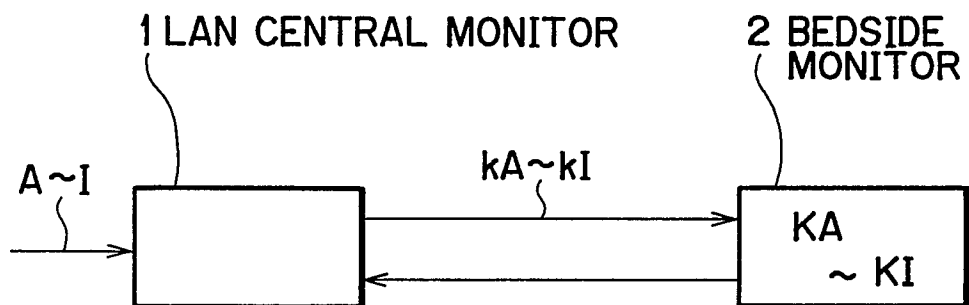 1 LAN CENTRAL MONITOR
2 BEDSIDE
MONITOR
A~I
kA~kI
KA
~ KI